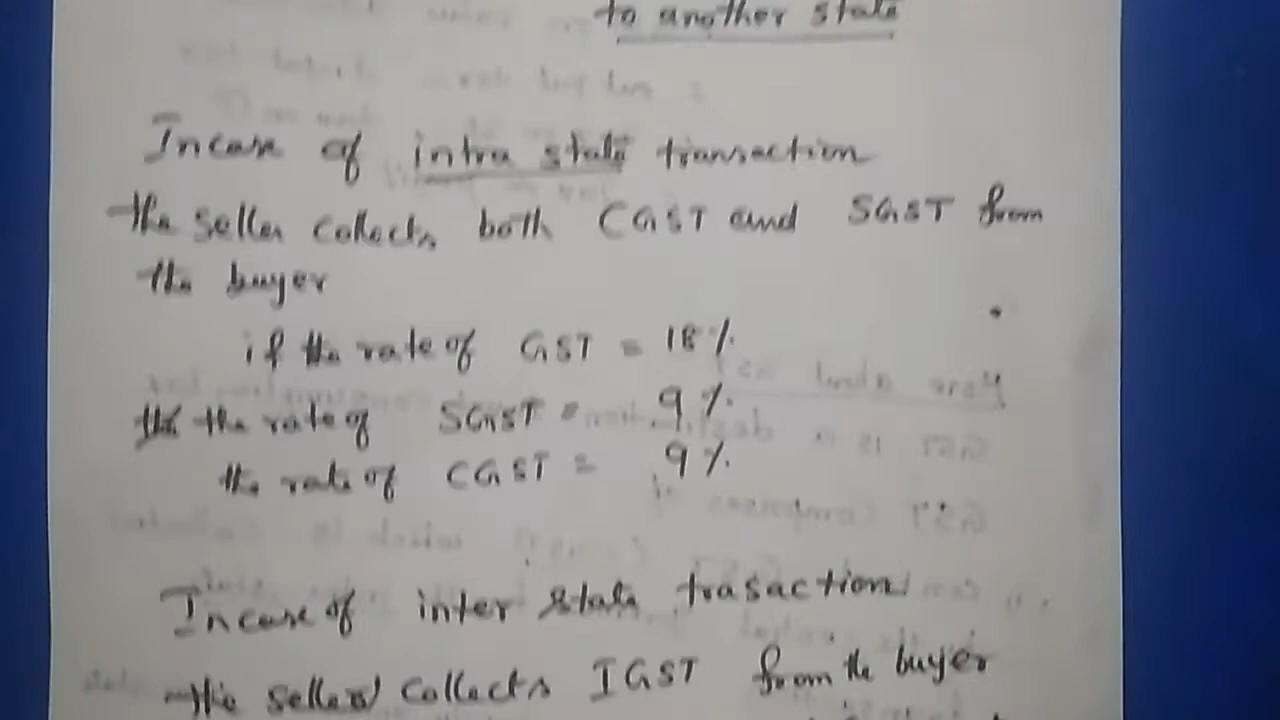 to another state
Incase of intra state transaction
the seller collects both CGST and SGST from
the buyer
if the rate of GST = 18%
the rate of SGST = 9%
the rate of CGST = 9%
Incase of inter state trasaction
the seller collects IGST from the buyer